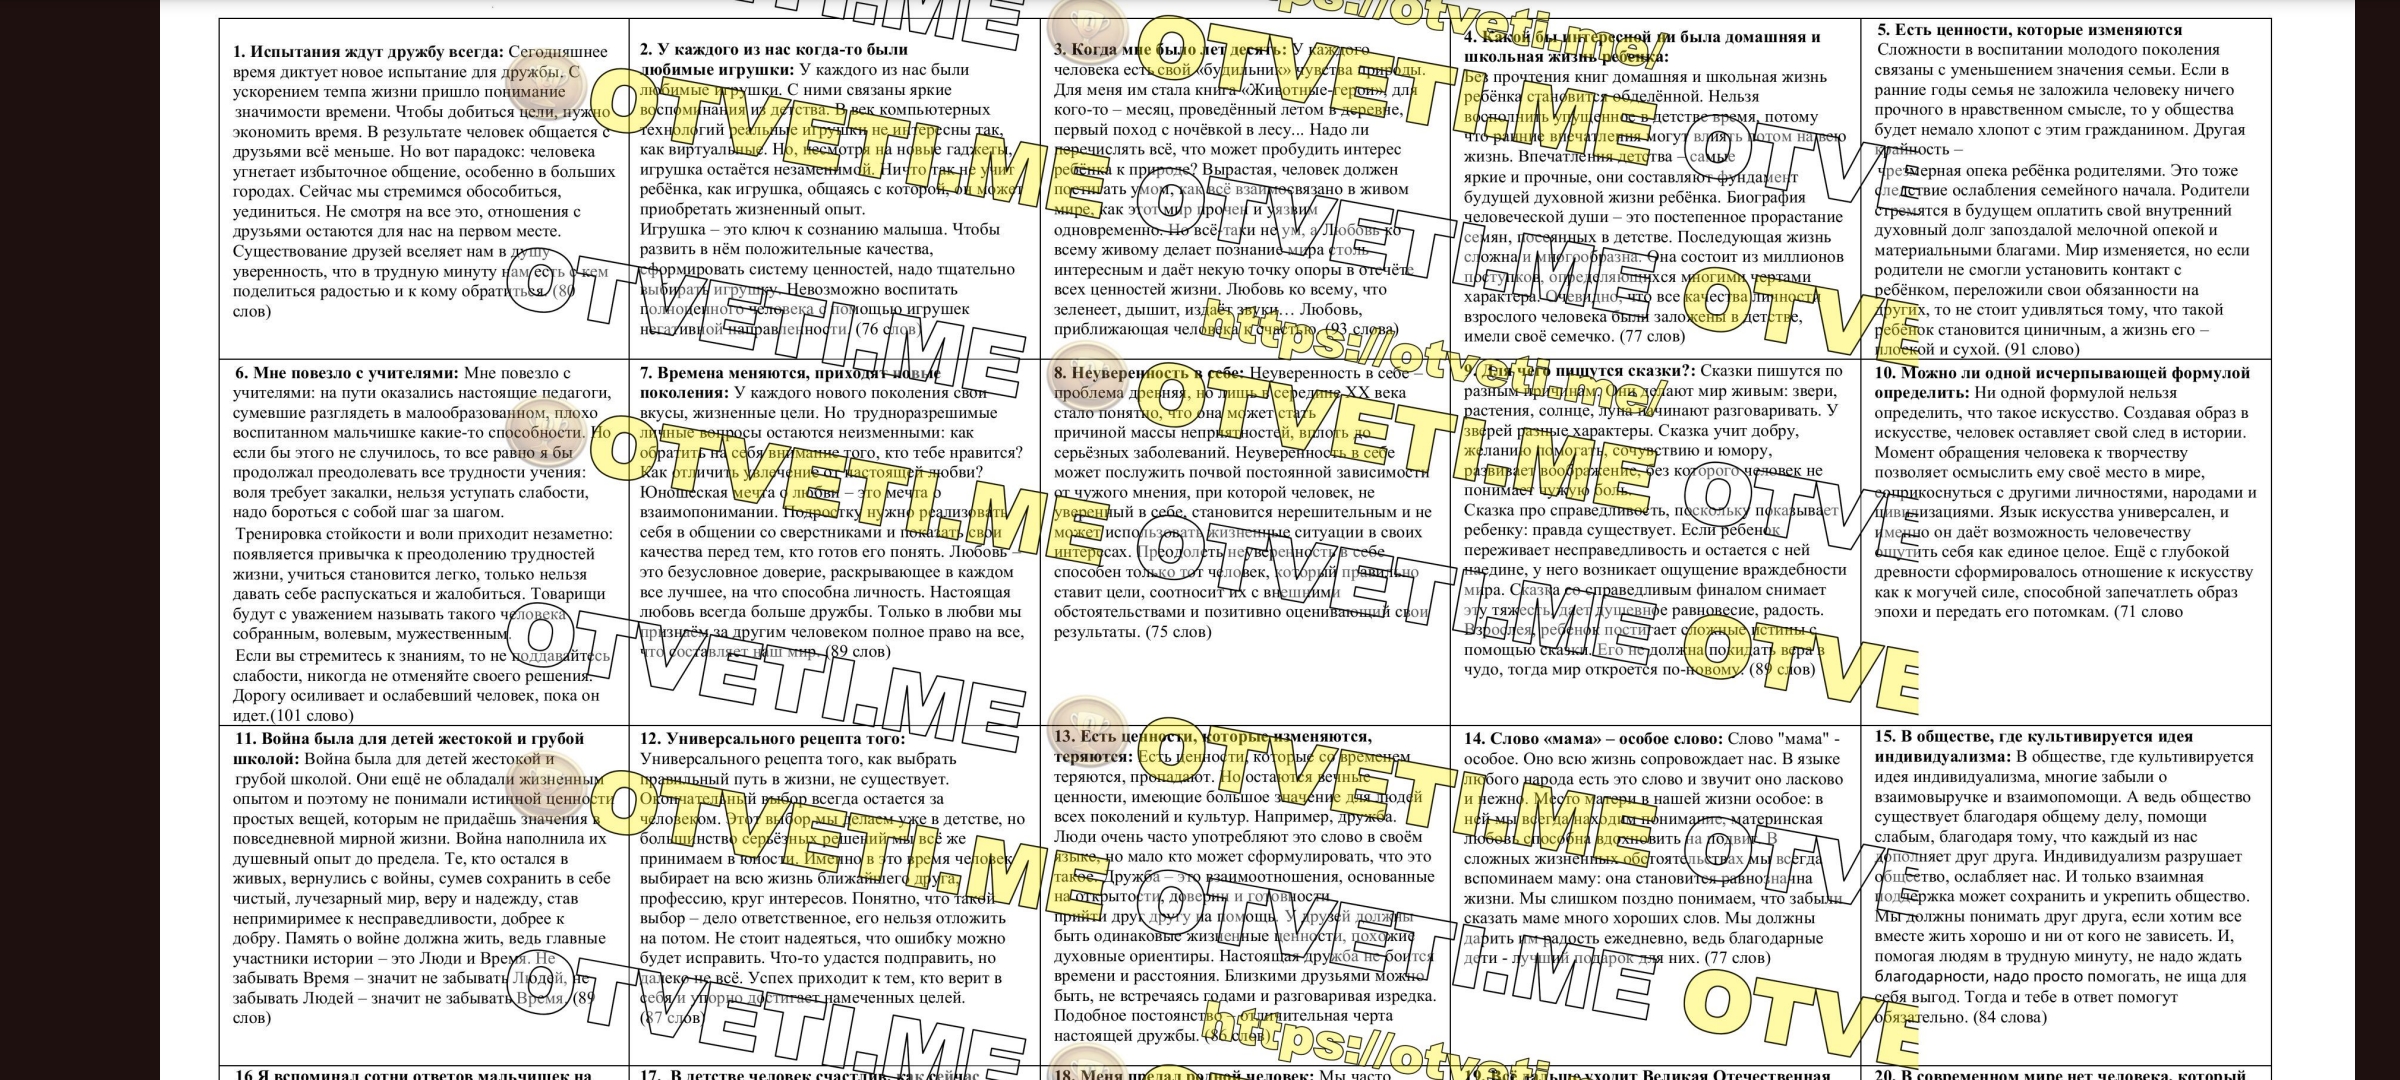 1. Испытания ждут дружбу всегда: Сегодняшнее
время диктует новое испытание для дружбы. С
ускорением темпа жизни пришло понимание
значимости времени. Чтобы добиться цели, нужно
экономить время. В результате человек общается с
друзьями всё меньше. Но вот парадокс: человека
угнетает избыточное общение, особенно в больших
городах. Сейчас мы стремимся обособиться,
уединиться. Не смотря на все это, отношения с
друзьями остаются для нас на первом месте.
Существование друзей вселяет нам в душу
уверенность, что в трудную минуту нам есть с кем
поделиться радостью и к кому обратиться. (80
слов)
2. У каждого из нас когда-то были
любимые игрушки: У каждого из нас были
любимые игрушки. С ними связаны яркие
воспоминания из детства. В век компьютерных
технологий реальные игрушки не интересны так,
как виртуальные. Но, несмотря на новые гаджеты,
игрушка остаётся незаменимой. Ничто так не учит
ребёнка, как игрушка, общаясь с которой, он может
приобретать жизненный опыт.
Игрушка – это ключ к сознанию малыша. Чтобы
развить в нём положительные качества,
сформировать систему ценностей, надо тщательно
выбирать игрушку. Невозможно воспитать
полноценного человека с помощью игрушек
негативной направленности. (76 слов)
3. Когда мне было лет десять: У каждого
человека есть свой «будильник» чувства природы.
Для меня им стала книга «Животные-герои», для
кого-то – месяц, проведённый летом в деревне,
первый поход с ночёвкой в лесу... Надо ли
перечислять всё, что может пробудить интерес
ребёнка к природе? Вырастая, человек должен
постигать умом, как всё взаимосвязано в живом
мире, как этот мир прочен и уязвим
одновременно. Но всё-таки не ум, а Любовь ко
всему живому делает познание мира столь
интересным и даёт некую точку опоры в отсчёте
всех ценностей жизни. Любовь ко всему, что
зеленеет, дышит, издаёт звуки... Любовь,
приближающая человека к счастью. (93 слова)
4. Какой бы интересной ни была домашняя и
школьная жизнь ребёнка:
Без прочтения книг домашняя и школьная жизнь
ребёнка становится обделённой. Нельзя
восполнить упущенное в детстве время, потому
что ранние впечатления могут влиять потом на всю
жизнь. Впечатления детства – самые
яркие и прочные, они составляют фундамент
будущей духовной жизни ребёнка. Биография
человеческой души – это постепенное прорастание
семян, посеянных в детстве. Последующая жизнь
сложна и многообразна. Она состоит из миллионов
поступков, определяющихся многими чертами
характера. Очевидно, что все качества личности
взрослого человека были заложены в детстве,
имели своё семечко. (77 слов)
5. Есть ценности, которые изменяются
Сложности в воспитании молодого поколения
связаны с уменьшением значения семьи. Если в
ранние годы семья не заложила человеку ничего
прочного в нравственном смысле, то у общества
будет немало хлопот с этим гражданином. Другая
крайность –
чрезмерная опека ребёнка родителями. Это тоже
следствие ослабления семейного начала. Родители
стремятся в будущем оплатить свой внутренний
духовный долг запоздалой мелочной опекой и
материальными благами. Мир изменяется, но если
родители не смогли установить контакт с
ребёнком, переложили свои обязанности на
других, то не стоит удивляться тому, что такой
ребёнок становится циничным, а жизнь его –
плоской и сухой. (91 слово)
6. Мне повезло с учителями: Мне повезло с
учителями: на пути оказались настоящие педагоги,
сумевшие разглядеть в малообразованном, плохо
воспитанном мальчишке какие-то способности. Но
если бы этого не случилось, то все равно я бы
продолжал преодолевать все трудности учения:
воля требует закалки, нельзя уступать слабости,
надо бороться с собой шаг за шагом.
Тренировка стойкости и воли приходит незаметно:
появляется привычка к преодолению трудностей
жизни, учиться становится легко, только нельзя
давать себе распускаться и жалобиться. Товарищи
будут с уважением называть такого человека
собранным, волевым, мужественным.
Если вы стремитесь к знаниям, то не поддавайтесь
слабости, никогда не отменяйте своего решения.
Дорогу осиливает и ослабевший человек, пока он
идет.(101 слово)
7. Времена меняются, приходят новые
поколения: У каждого нового поколения свои
вкусы, жизненные цели. Но трудноразрешимые
личные вопросы остаются неизменными: как
обратить на себя внимание того, кто тебе нравится?
Как отличить увлечение от настоящей любви?
Юношеская мечта о любви – это мечта о
взаимопонимании. Подростку нужно реализовать
себя в общении со сверстниками и показать свои
качества перед тем, кто готов его понять. Любовь –
это безусловное доверие, раскрывающее в каждом
все лучшее, на что способна личность. Настоящая
любовь всегда больше дружбы. Только в любви мы
признаём за другим человеком полное право на все,
что составляет наш мир. (89 слов)
8. Неуверенность в себе: Неуверенность в себе –
проблема древняя, но лишь в середине XX века
стало понятно, что она может стать
причиной массы неприятностей, вплоть до
серьёзных заболеваний. Неуверенность в себе
может послужить почвой постоянной зависимости
от чужого мнения, при которой человек, не
уверенный в себе, становится нерешительным и не
может использовать жизненные ситуации в своих
интересах. Преодолеть неуверенность в себе
способен только тот человек, который правильно
ставит цели, соотносит их с внешними
обстоятельствами и позитивно оценивающий свои
результаты. (75 слов)
9. Для чего пишутся сказки?: Сказки пишутся по
разным причинам. Они делают мир живым: звери,
растения, солнце, луна начинают разговаривать. У
зверей разные характеры. Сказка учит добру,
желанию помогать, сочувствию и юмору,
развивает воображение, без которого человек не
понимает чужую боль.
Сказка про справедливость, поскольку показывает
ребенку: правда существует. Если ребенок
переживает несправедливость и остается с ней
наедине, у него возникает ощущение враждебности
мира. Сказка со справедливым финалом снимает
эту тяжесть, дает душевное равновесие, радость.
Взрослея, ребенок постигает сложные истины с
помощью сказки. Его не должна покидать вера в
чудо, тогда мир откроется по-новому. (89 слов)
10. Можно ли одной исчерпывающей формулой
определить: Ни одной формулой нельзя
определить, что такое искусство. Создавая образ в
искусстве, человек оставляет свой след в истории.
Момент обращения человека к творчеству
позволяет осмыслить ему своё место в мире,
соприкоснуться с другими личностями, народами и
цивилизациями. Язык искусства универсален, и
именно он даёт возможность человечеству
ощутить себя как единое целое. Ещё с глубокой
древности сформировалось отношение к искусству
как к могучей силе, способной запечатлеть образ
эпохи и передать его потомкам. (71 слово
11. Война была для детей жестокой и грубой
школой: Война была для детей жестокой и
грубой школой. Они ещё не обладали жизненным
опытом и поэтому не понимали истинной ценности
простых вещей, которым не придаёшь значения в
повседневной мирной жизни. Война наполнила их
душевный опыт до предела. Те, кто остался в
живых, вернулись с войны, сумев сохранить в себе
чистый, лучезарный мир, веру и надежду, став
непримиримее к несправедливости, добрее к
добру. Память о войне должна жить, ведь главные
участники истории – это Люди и Время. Не
забывать Время – значит не забывать Людей, не
забывать Людей – значит не забывать Время. (89
слов)
12. Универсального рецепта того:
Универсального рецепта того, как выбрать
правильный путь в жизни, не существует.
Окончательный выбор всегда остается за
человеком. Этот выбор мы делаем уже в детстве, но
большинство серьёзных решений мы всё же
принимаем в юности. Именно в это время человек
выбирает на всю жизнь ближайшего друга,
профессию, круг интересов. Понятно, что такой
выбор – дело ответственное, его нельзя отложить
на потом. Не стоит надеяться, что ошибку можно
будет исправить. Что-то удастся подправить, но
далеко не всё. Успех приходит к тем, кто верит в
себя и упорно достигает намеченных целей.
(87 слов)
13. Есть ценности, которые изменяются,
теряются: Есть ценности, которые со временем
теряются, пропадают. Но остаются вечные
ценности, имеющие большое значение для людей
всех поколений и культур. Например, дружба.
Люди очень часто употребляют это слово в своём
языке, но мало кто может сформулировать, что это
такое. Дружба – это взаимоотношения, основанные
на открытости, доверии и готовности
прийти друг другу на помощь. У друзей должны
быть одинаковые жизненные ценности, похожие
духовные ориентиры. Настоящая дружба не боится
времени и расстояния. Близкими друзьями можно
быть, не встречаясь годами и разговаривая изредка.
Подобное постоянство – отличительная черта
настоящей дружбы. (86 слов)
14. Слово «мама» – особое слово: Слово "мама" -
особое. Оно всю жизнь сопровождает нас. В языке
любого народа есть это слово и звучит оно ласково
и нежно. Место матери в нашей жизни особое: в
ней мы всегда находим понимание, материнская
любовь способна вдохновить на подвиг. В
сложных жизненных обстоятельствах мы всегда
вспоминаем маму: она становится равнозначна
жизни. Мы слишком поздно понимаем, что забыли
сказать маме много хороших слов. Мы должны
дарить им радость ежедневно, ведь благодарные
дети - лучший подарок для них. (77 слов)
15. В обществе, где культивируется идея
индивидуализма: В обществе, где культивируется
идея индивидуализма, многие забыли о
взаимовыручке и взаимопомощи. А ведь общество
существует благодаря общему делу, помощи
слабым, благодаря тому, что каждый из нас
дополняет друг друга. Индивидуализм разрушает
общество, ослабляет нас. И только взаимная
поддержка может сохранить и укрепить общество.
Мы должны понимать друг друга, если хотим все
вместе жить хорошо и ни от кого не зависеть. И,
помогая людям в трудную минуту, не надо ждать
благодарности, надо просто помогать, не ища для
себя выгод. Тогда и тебе в ответ помогут
обязательно. (84 слова)
16 Я вспоминал сотни ответов мальчишек на
17. В детстве человек счастлив, как сейчас
18. Меня предал родной человек: Мы часто
19. Всё дальше уходит Великая Отечественная
20. В современном мире нет человека, который
OTVETI.ME
https://otveti.me/